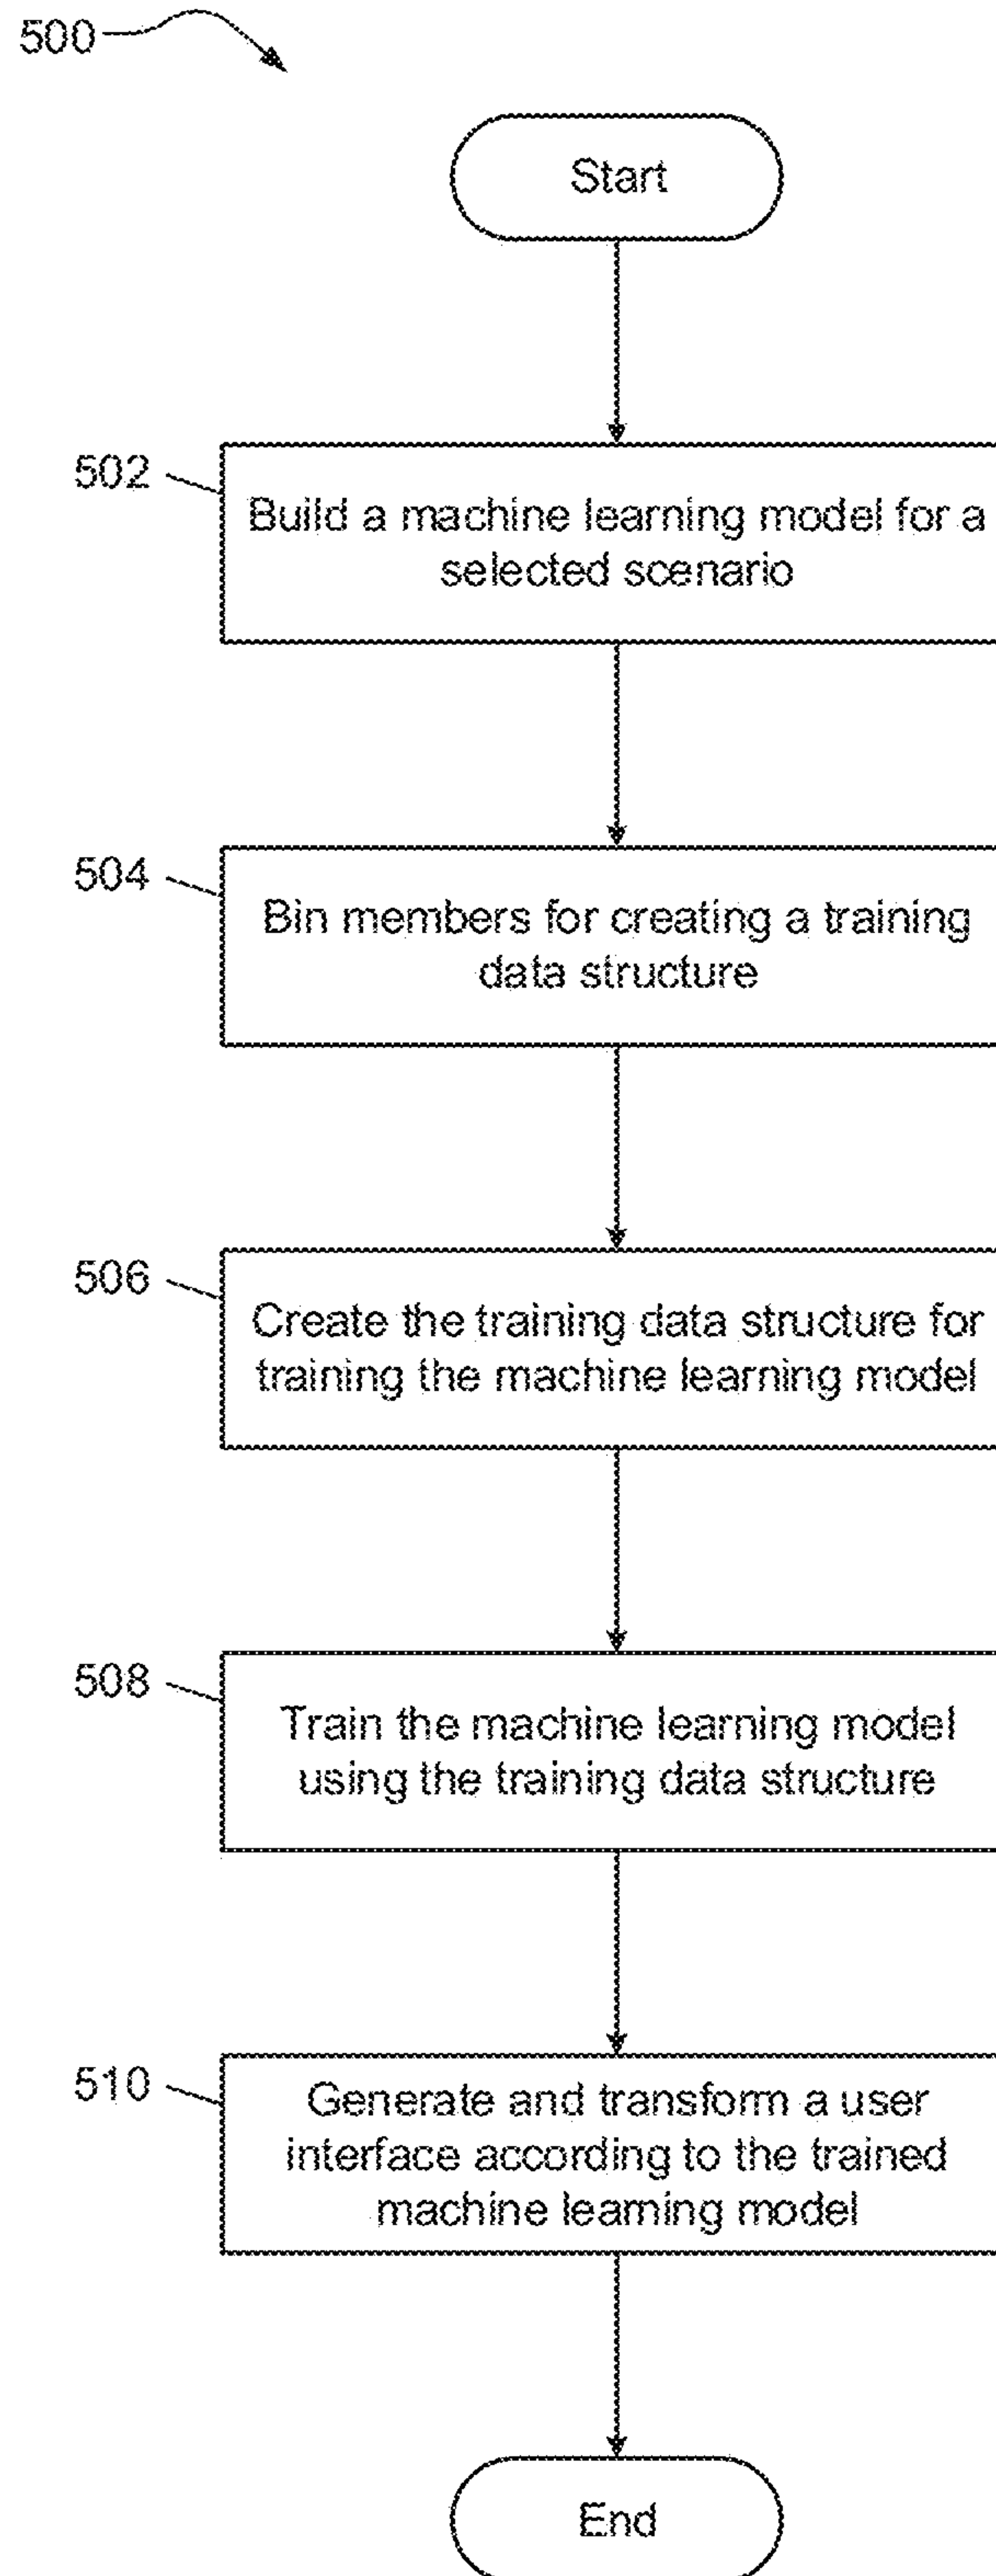 500
Start
502
Build a machine learning model for a
selected scenario
504
Bin members for creating a training
data structure
506
Create the training data structure for
training the machine learning model
508
Train the machine learning model
using the training data structure
510
Generate and transform a user
interface according to the trained
machine learning model
End